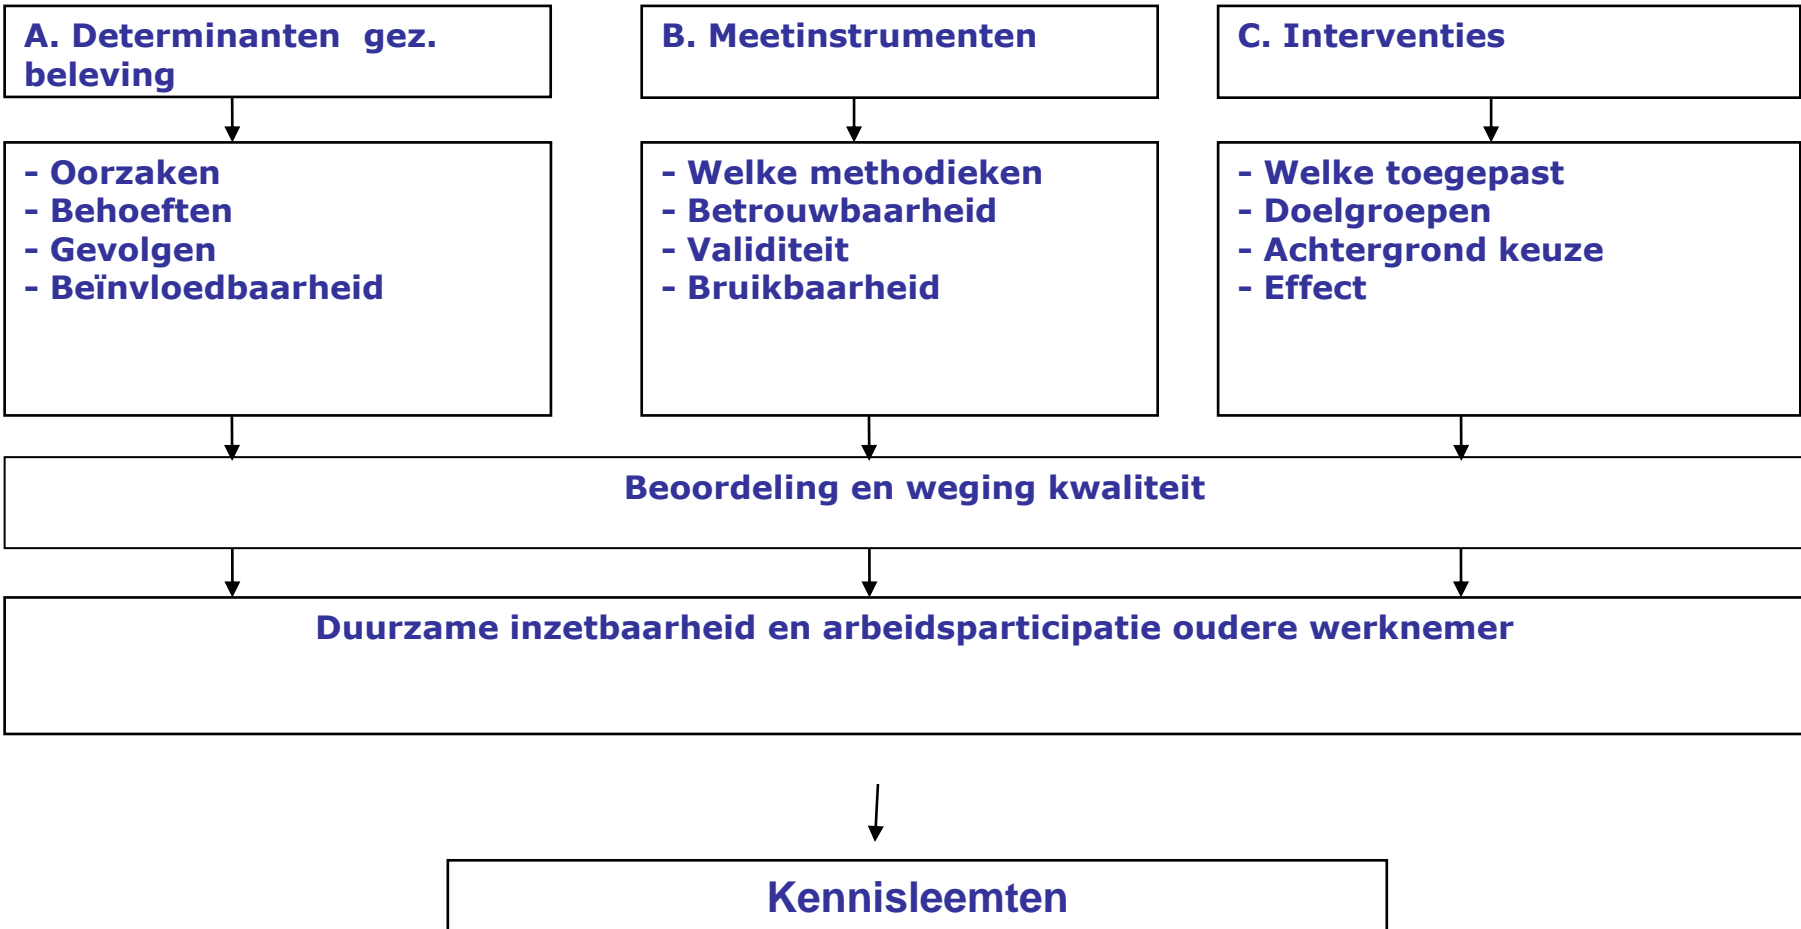 A. Determinanten gez.
beleving
- Oorzaken
- Behoeften
- Gevolgen
- Beïnvloedbaarheid
B. Meetinstrumenten
- Welke methodieken
- Betrouwbaarheid
- Validiteit
- Bruikbaarheid
C. Interventies
- Welke toegepast
- Doelgroepen
- Achtergrond keuze
- Effect
Beoordeling en weging kwaliteit
Duurzame inzetbaarheid en arbeidsparticipatie oudere werknemer
Kennisleemten